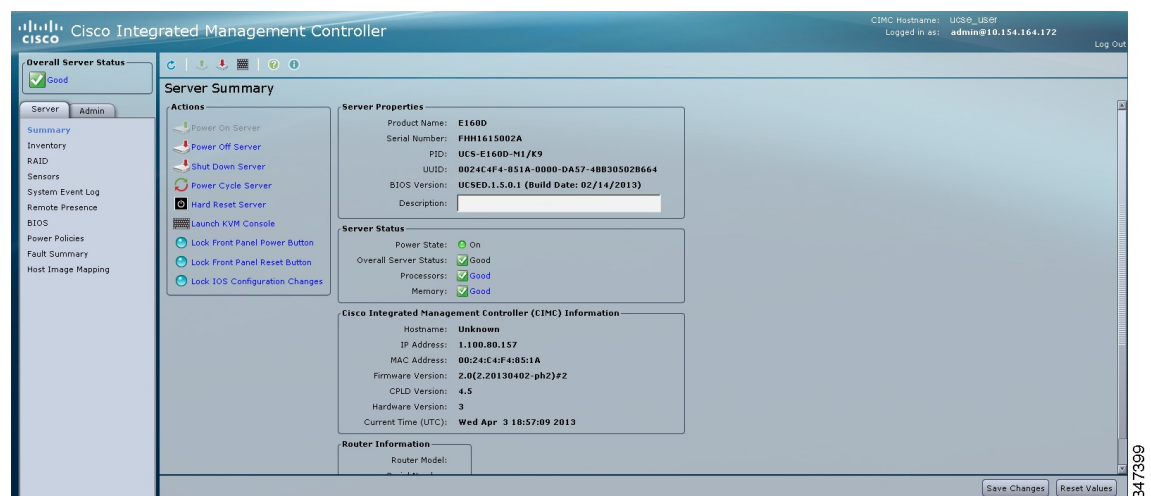 CISCO
Cisco Integrated Management Controller
CIMC Hostname: ucse_user
Logged in as: admin@10.154.164.172
Log Out
Overall Server Status
Good
Server
Admin
Summary
Inventory
RAID
Sensors
System Event Log
Remote Presence
BIOS
Power Policies
Fault Summary
Host Image Mapping
Server Summary
Actions
Power On Server
Power Off Server
Shut Down Server
Power Cycle Server
Hard Reset Server
Launch KVM Console
Lock Front Panel Power Button
Lock Front Panel Reset Button
Lock IOS Configuration Changes
Server Properties
Product Name: E160D
Serial Number: FHH1615002A
PID: UCS-E160D-M1/K9
UUID: 0024C4F4-851A-0000-DA57-4BB30502B664
BIOS Version: UCSED.1.5.0.1 (Build Date: 02/14/2013)
Description:
Server Status
Power State: On
Overall Server Status: Good
Processors: Good
Memory: Good
Cisco Integrated Management Controller (CIMC) Information
Hostname: Unknown
IP Address: 1.100.80.157
MAC Address: 00:24:C4:F4:85:1A
Firmware Version: 2.0(2.20130402-ph2)#2
CPLD Version: 4.5
Hardware Version: 3
Current Time (UTC): Wed Apr 3 18:57:09 2013
Router Information
Router Model:
Save Changes
Reset Values
347399